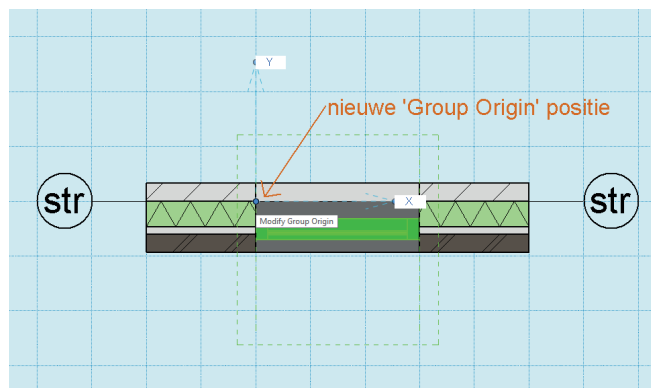 Y
nieuwe 'Group Origin' positie
str
X
str
Modify Group Origin